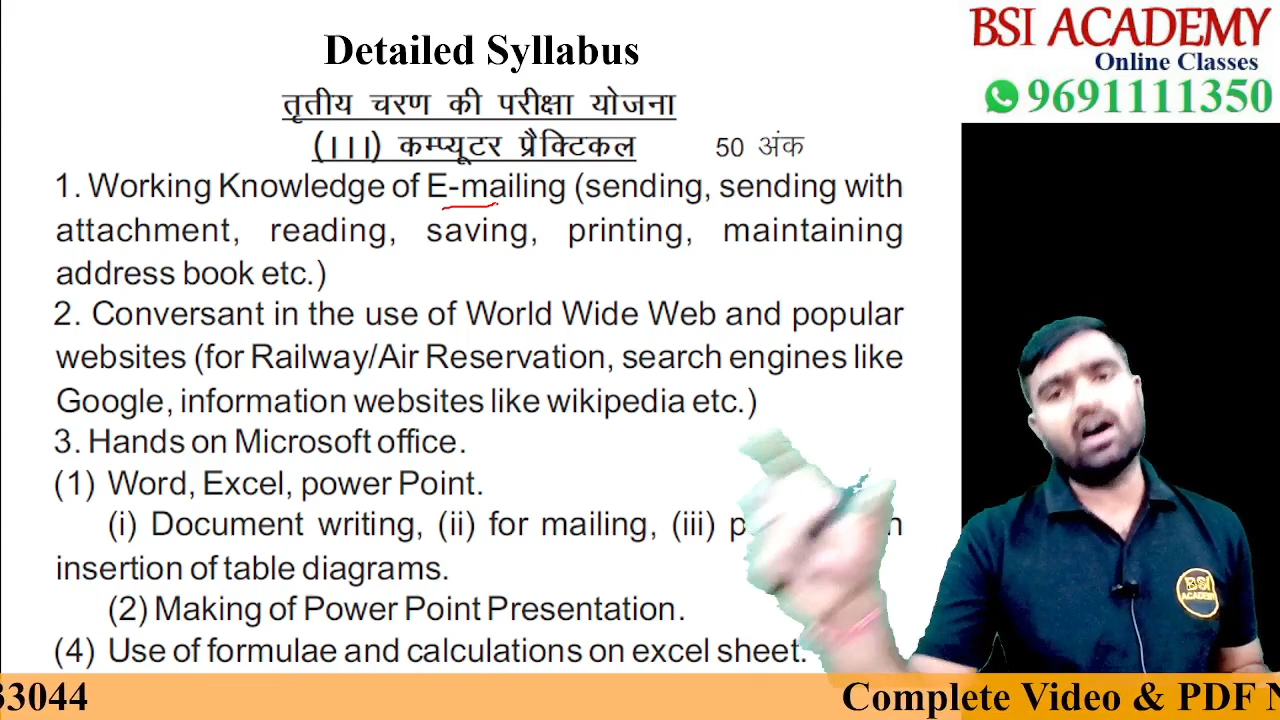 Detailed Syllabus
तृतीय चरण की परीक्षा योजना
(III) कम्प्यूटर प्रैक्टिकल 50 अंक
1. Working Knowledge of E-mailing (sending, sending with
attachment, reading, saving, printing, maintaining
address book etc.)
2. Conversant in the use of World Wide Web and popular
websites (for Railway/Air Reservation, search engines like
Google, information websites like wikipedia etc.)
3. Hands on Microsoft office.
(1) Word, Excel, power Point.
(i) Document writing, (ii) for mailing, (iii)
insertion of table diagrams.
(2) Making of Power Point Presentation.
(4) Use of formulae and calculations on excel sheet.
BSI ACADEMY
Online Classes
9691111350
BSI
ACADEMY
33044 Complete Video & PDF